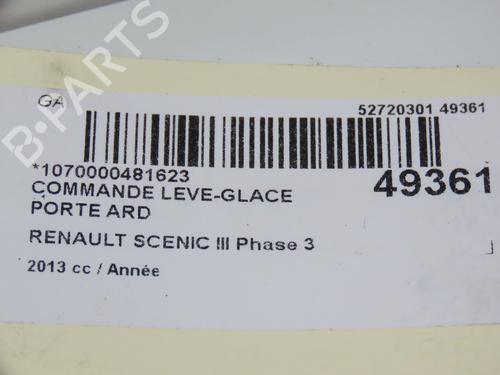 GA
52720301 49361
*1070000481623
49361
COMMANDE LEVE-GLACE
PORTE ARD
RENAULT SCENIC III Phase 3
2013 cc / Année
B-PARTS